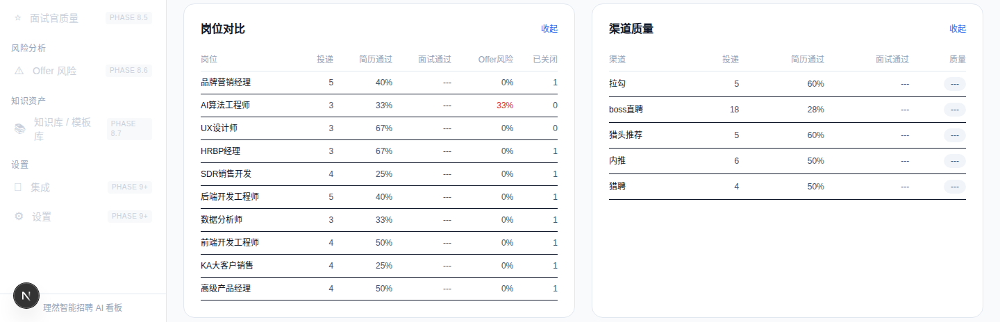 面试官质量 PHASE 8.5
风险分析
Offer 风险 PHASE 8.6
知识资产
知识库 / 模板
库
PHASE
8.7
设置
集成 PHASE 9+
设置 PHASE 9+
N
理然智能招聘 AI 看板
岗位对比 收起
岗位 投递 简历通过 面试通过 Offer风险 已关闭
品牌营销经理 5 40% --- 0% 1
AI算法工程师 3 33% --- 33% 0
UX设计师 3 67% --- 0% 0
HRBP经理 3 67% --- 0% 1
SDR销售开发 4 25% --- 0% 1
后端开发工程师 5 40% --- 0% 1
数据分析师 3 33% --- 0% 1
前端开发工程师 4 50% --- 0% 1
KA大客户销售 4 25% --- 0% 1
高级产品经理 4 50% --- 0% 1
渠道质量 收起
渠道 投递 简历通过 面试通过 质量
拉勾 5 60% --- ---
boss直聘 18 28% --- ---
猎头推荐 5 60% --- ---
内推 6 50% --- ---
猎聘 4 50% --- ---